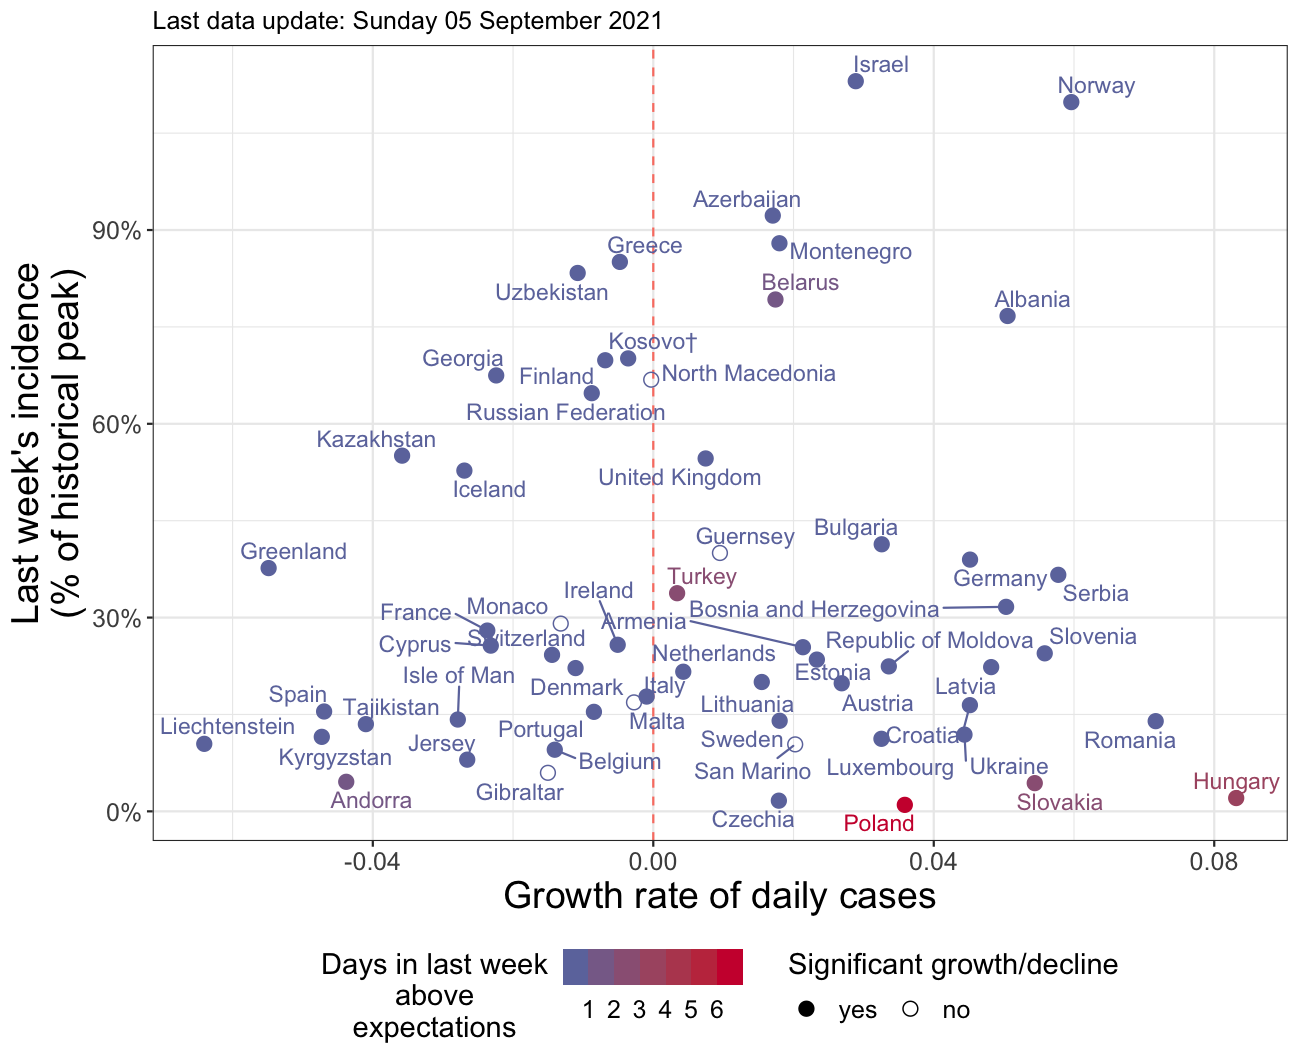 Last data update: Sunday 05 September 2021
Israel
Norway
Azerbaijan
90%
Greece
Montenegro
Uzbekistan
Belarus
Albania
Kosovo†
Georgia
Finland
North Macedonia
Russian Federation
60%
Kazakhstan
United Kingdom
Iceland
Bulgaria
Guernsey
Greenland
Turkey
Germany
Serbia
Ireland
Monaco
France
Bosnia and Herzegovina
30%
Armenia
Switzerland
Cyprus
Republic of Moldova
Slovenia
Netherlands
Isle of Man
Estonia
Denmark
Italy
Latvia
Spain
Tajikistan
Lithuania
Austria
Liechtenstein
Portugal
Malta
Jersey
Sweden
Croatia
Romania
Kyrgyzstan
Belgium
San Marino
Luxembourg
Ukraine
Gibraltar
Hungary
Andorra
Slovakia
0%
Czechia
Poland
Last week's incidence
(% of historical peak)
-0.04
0.00
0.04
0.08
Growth rate of daily cases
Days in last week
above
expectations
1 2 3 4 5 6
Significant growth/decline
yes
no